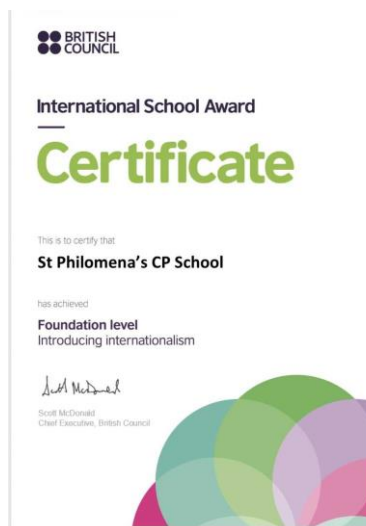 BRITISH
COUNCIL
International School Award
Certificate
This is to certify that
St Philomena's CP School
has achieved
Foundation level
Introducing internationalism
Scott McDonald
Chief Executive, British Council